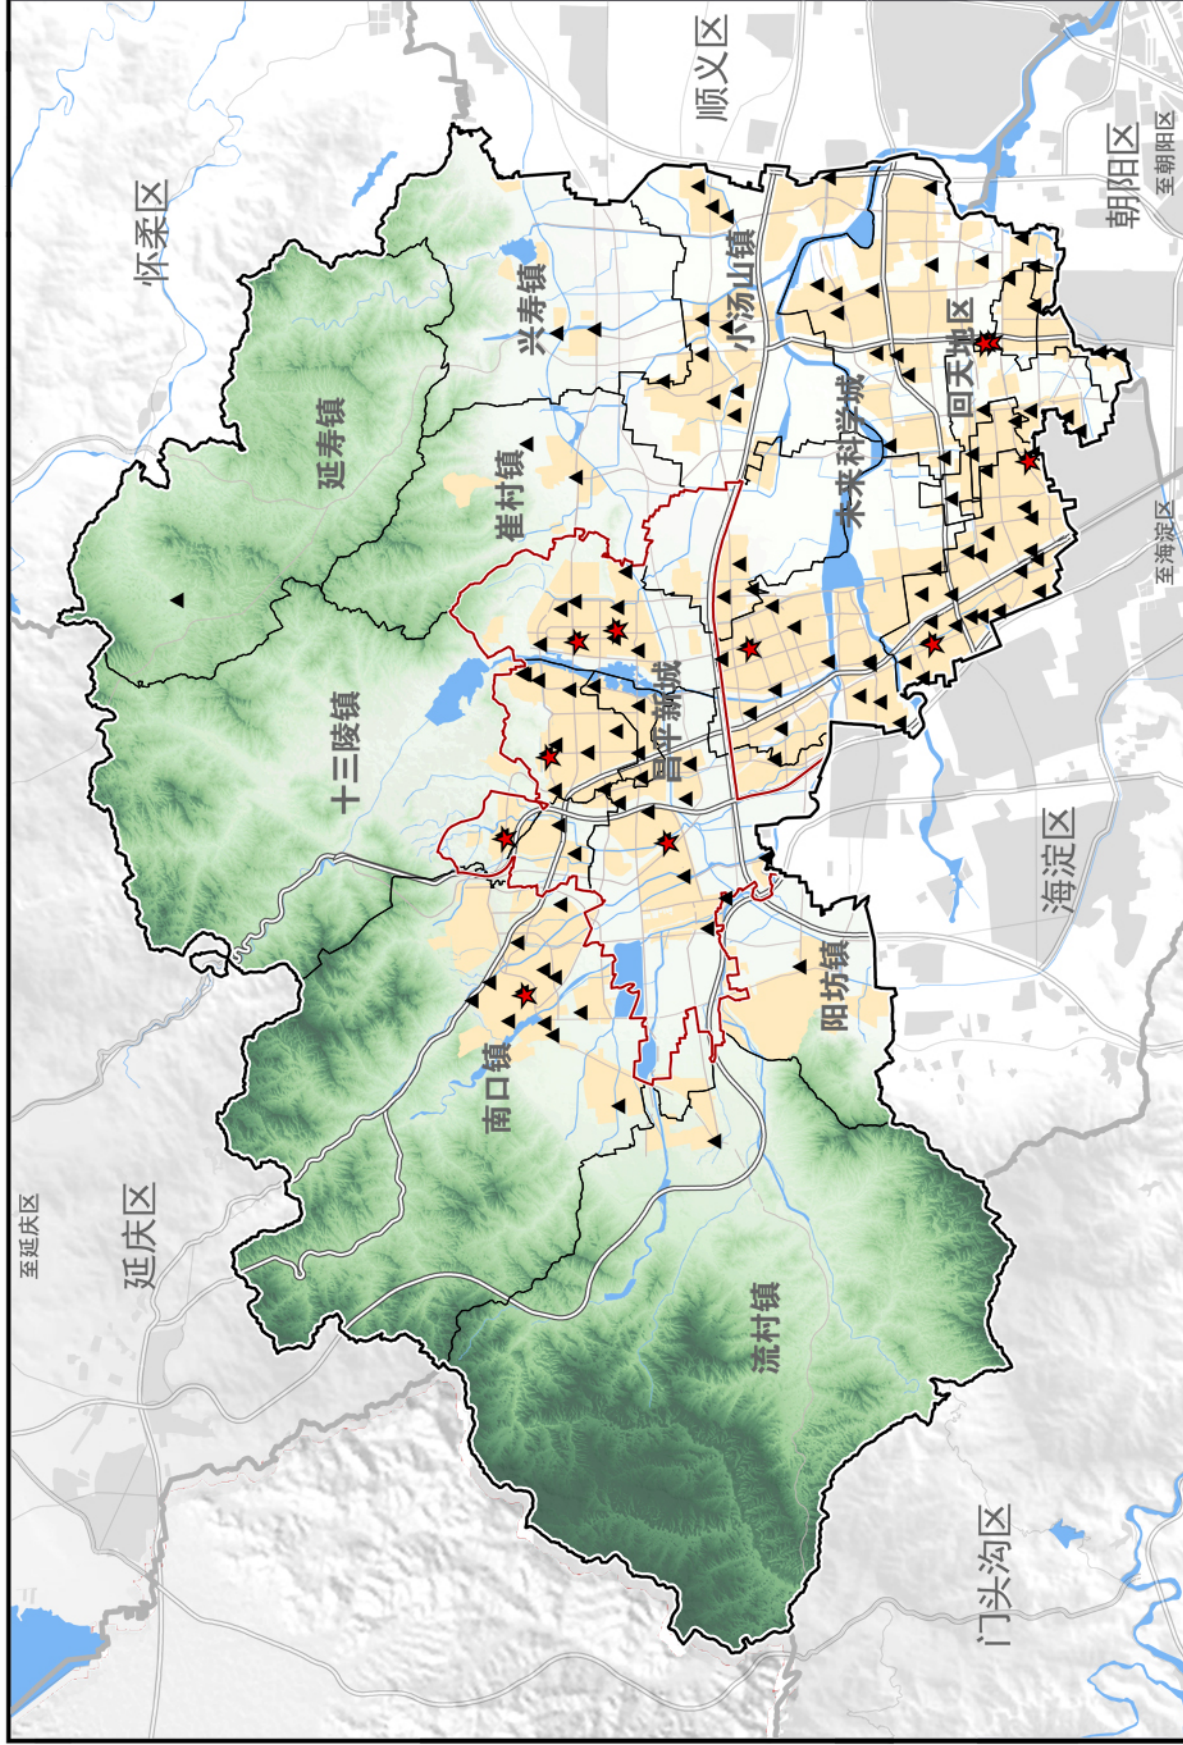 至延庆区
延庆区
怀柔区
顺义区
朝阳区
至朝阳区
延寿镇
兴寿镇
崔村镇
十三陵镇
小汤山镇
回天地区
未来科学城
昌平新城
南口镇
阳坊镇
流村镇
海淀区
至海淀区
门头沟区